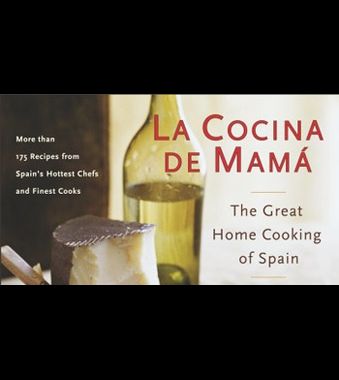 More than
175 Recipes from
Spain's Hottest Chefs
and Finest Cooks
LA COCINA
DE MAMÁ
The Great
Home Cooking
of Spain